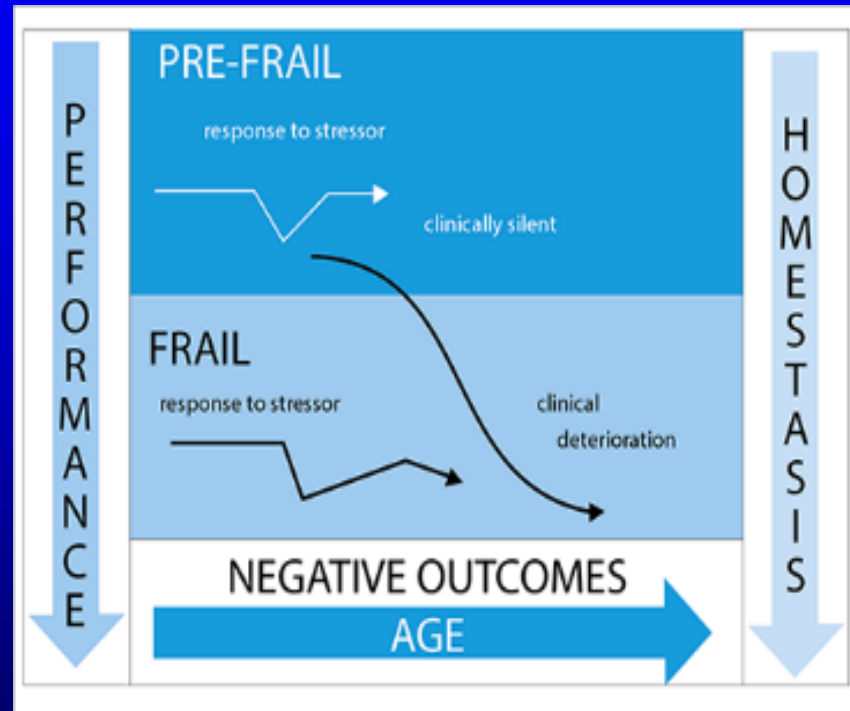 PERFORMANCE
PRE-FRAIL
response to stressor
clinically silent
FRAIL
response to stressor
clinical
deterioration
NEGATIVE OUTCOMES
AGE
HOMESTASIS